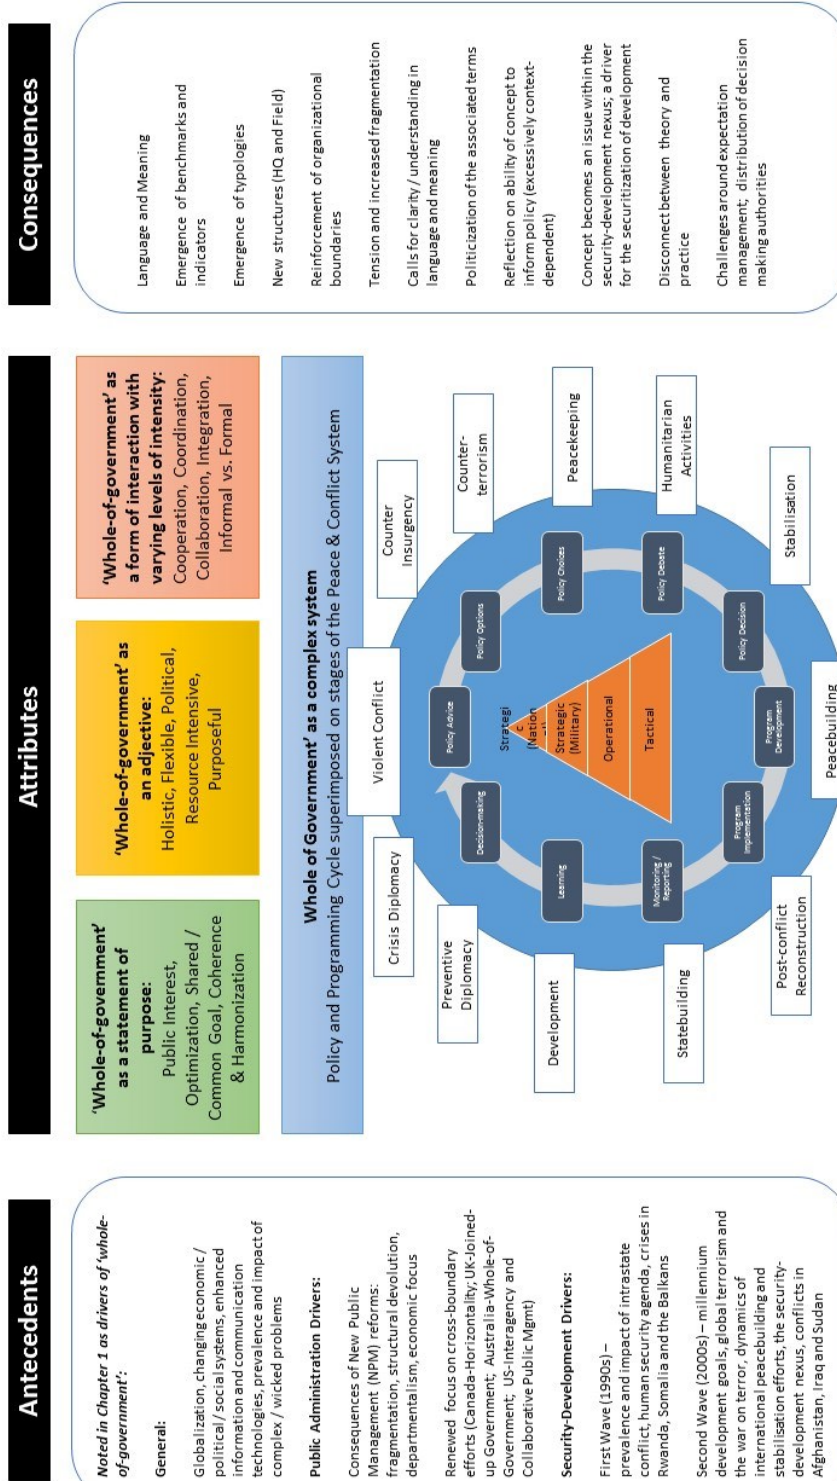 Antecedents
Noted in Chapter 1 as drivers of ‘whole-
of-government’:
General:
Globalization, changing economic /
political / social systems, enhanced
information and communication
technologies, prevalence and impact of
complex / wicked problems
Public Administration Drivers:
Consequences of New Public
Management (NPM) reforms:
fragmentation, structural devolution,
departmentalism, economic focus
Renewed focus on cross-boundary
efforts (Canada-Horizontality; UK-Joined-
up Government; Australia-Whole-of-
Government; US-Interagency and
Collaborative Public Mgmt)
Security-Development Drivers:
First Wave (1990s) –
prevalence and impact of intrastate
conflict, human security agenda, crises in
Rwanda, Somalia and the Balkans
Second Wave (2000s) – millennium
development goals, global terrorism and
the war on terror, dynamics of
international peacebuilding and
stabilisation efforts, the security-
development nexus, conflicts in
Afghanistan, Iraq and Sudan
Attributes
‘Whole-of-government’
as a statement of
purpose:
Public Interest,
Optimization, Shared /
Common Goal, Coherence
& Harmonization
‘Whole-of-government’ as
an adjective:
Holistic, Flexible, Political,
Resource Intensive,
Purposeful
‘Whole-of-government’ as
a form of interaction with
varying levels of intensity:
Cooperation, Coordination,
Collaboration, Integration,
Informal vs. Formal
Whole of Government’ as a complex system
Policy and Programming Cycle superimposed on stages of the Peace & Conflict System
Violent Conflict
Counter
Insurgency
Counter-
terrorism
Peacekeeping
Humanitarian
Activities
Stabilisation
Peacebuilding
Post-conflict
Reconstruction
Statebuilding
Development
Preventive
Diplomacy
Crisis Diplomacy
Policy Advice
Policy Options
Policy Choices
Policy Debate
Policy Decision
Program
Development
Program
Implementation
Monitoring /
Reporting
Learning
Decision-making
Strategi
c
(Nation
Strategic
(Military)
Operational
Tactical
Consequences
Language and Meaning
Emergence of benchmarks and
indicators
Emergence of typologies
New structures (HQ and Field)
Reinforcement of organizational
boundaries
Tension and increased fragmentation
Calls for clarity / understanding in
language and meaning
Politicization of the associated terms
Reflection on ability of concept to
inform policy (excessively context-
dependent)
Concept becomes an issue within the
security-development nexus; a driver
for the securitization of development
Disconnect between theory and
practice
Challenges around expectation
management; distribution of decision
making authorities